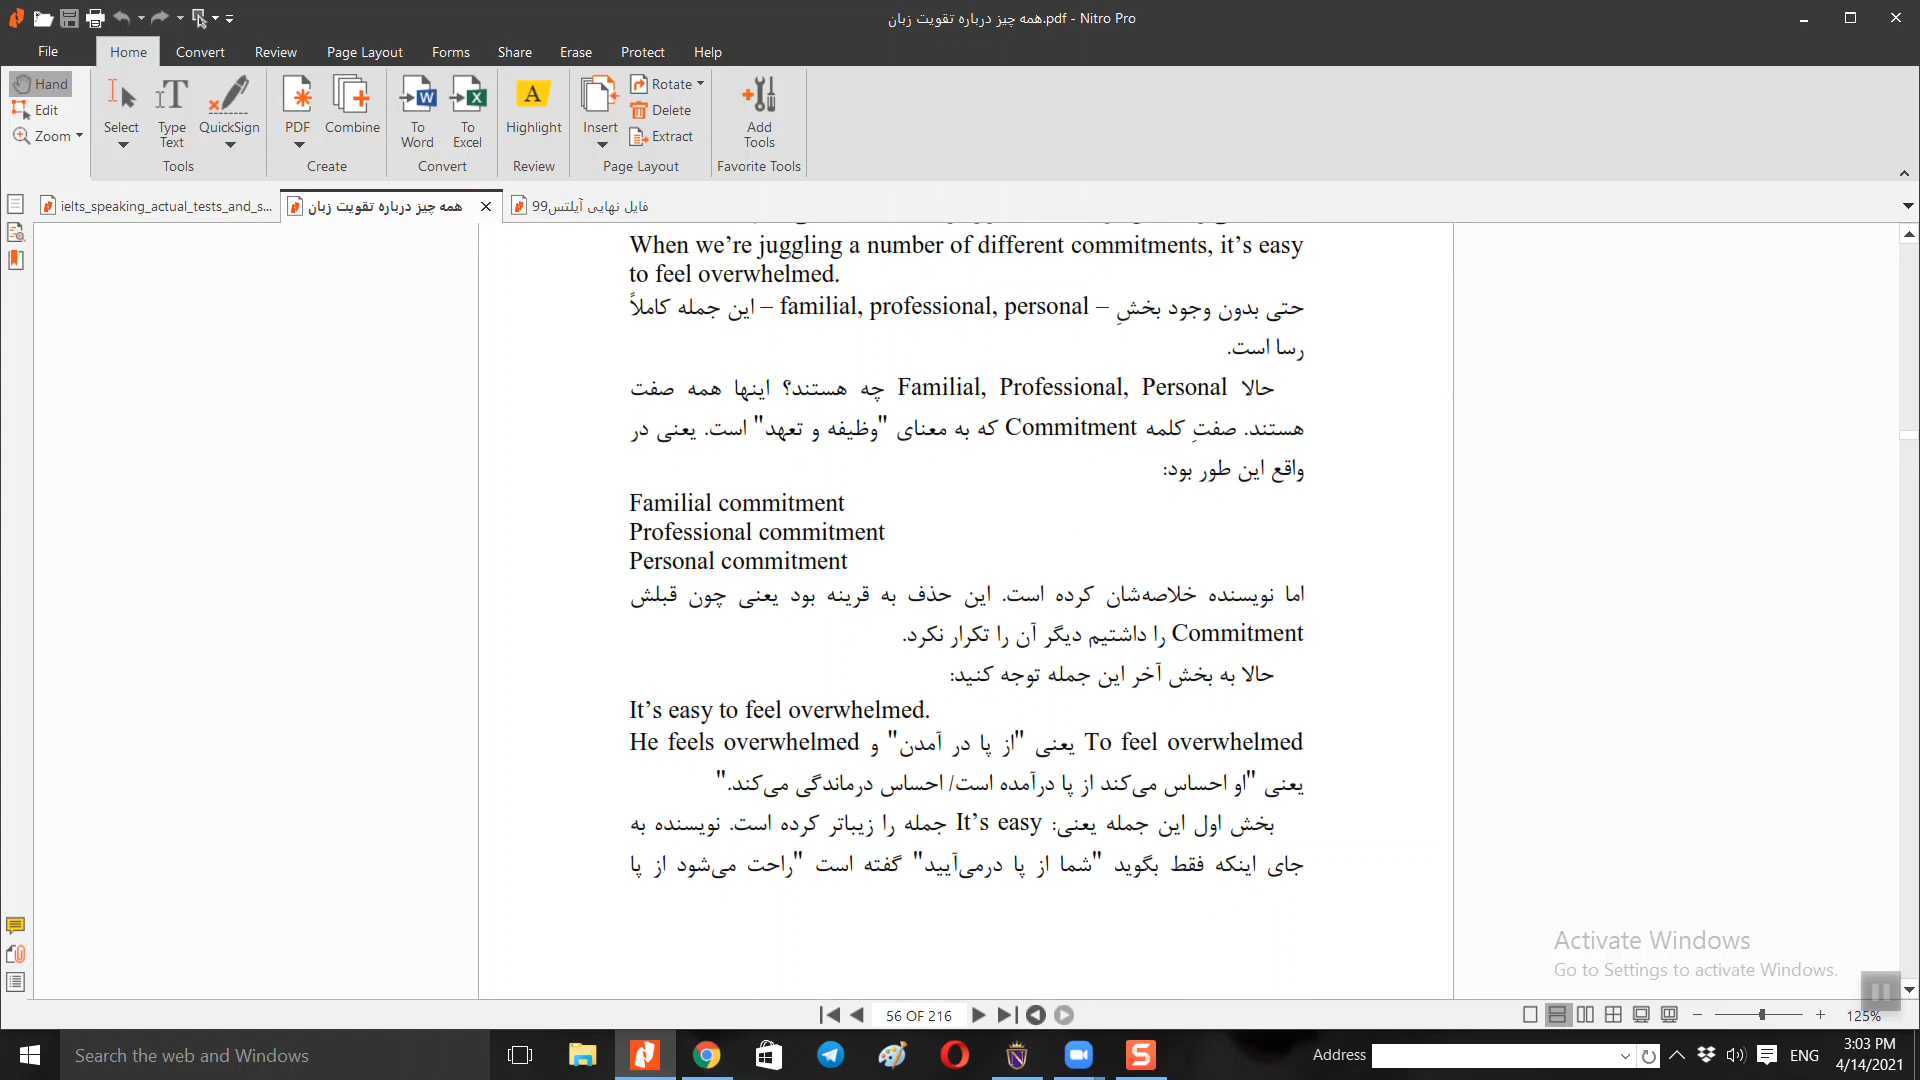 همه چیز درباره تقویت زبان.pdf - Nitro Pro
File Home Convert Review Page Layout Forms Share Erase Protect Help
Hand
Edit
Zoom
Select
Type Text
QuickSign
Tools
PDF
Combine
Create
To Word
To Excel
Convert
Highlight
Review
Insert
Rotate
Delete
Extract
Page Layout
Add Tools
Favorite Tools
ielts_speaking_actual_tests_and_s...
همه چیز درباره تقویت زبان
فایل نهایی آیلتس99
When we’re juggling a number of different commitments, it’s easy
to feel overwhelmed.
حتی بدون وجود بخشِ – familial, professional, personal – این جمله کاملاً
رسا است.
حالا Familial, Professional, Personal چه هستند؟ اینها همه صفت
هستند. صفتِ کلمه Commitment که به معنای "وظیفه و تعهد" است. یعنی در
واقع این طور بود:
Familial commitment
Professional commitment
Personal commitment
اما نویسنده خلاصه‌شان کرده است. این حذف به قرینه بود یعنی چون قبلش
Commitment را داشتیم دیگر آن را تکرار نکرد.
حالا به بخش آخر این جمله توجه کنید:
It’s easy to feel overwhelmed.
To feel overwhelmed یعنی "از پا در آمدن" و He feels overwhelmed
یعنی "او احساس می‌کند از پا درآمده است/ احساس درماندگی می‌کند."
بخش اول این جمله یعنی: It’s easy جمله را زیباتر کرده است. نویسنده به
جای اینکه فقط بگوید "شما از پا درمی‌آیید" گفته است "راحت می‌شود از پا
Activate Windows
Go to Settings to activate Windows.
56 OF 216
125%
Search the web and Windows
Address
ENG
3:03 PM
4/14/2021